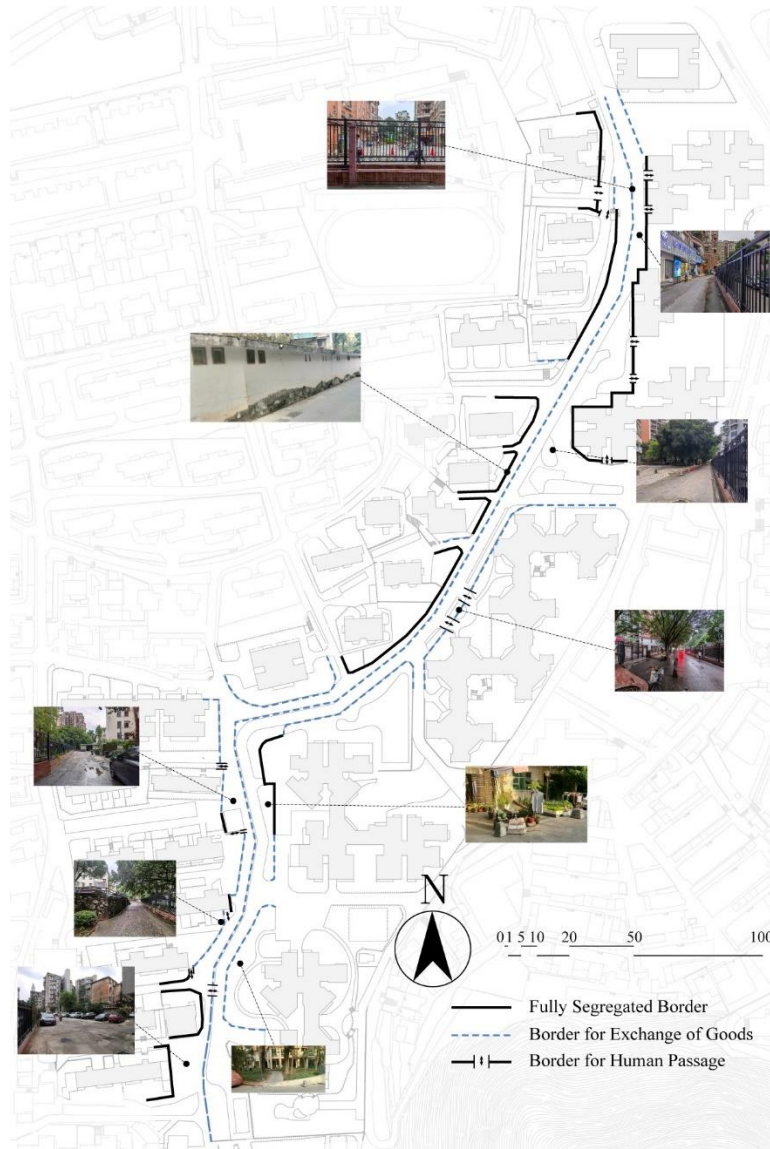 N
01 5 10 20 50 100
Fully Segregated Border
Border for Exchange of Goods
Border for Human Passage